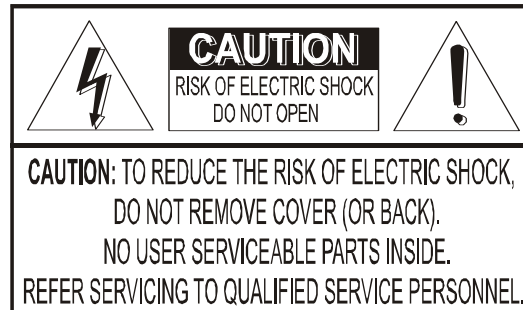 CAUTION
RISK OF ELECTRIC SHOCK
DO NOT OPEN
CAUTION: TO REDUCE THE RISK OF ELECTRIC SHOCK,
DO NOT REMOVE COVER (OR BACK).
NO USER SERVICEABLE PARTS INSIDE.
REFER SERVICING TO QUALIFIED SERVICE PERSONNEL.